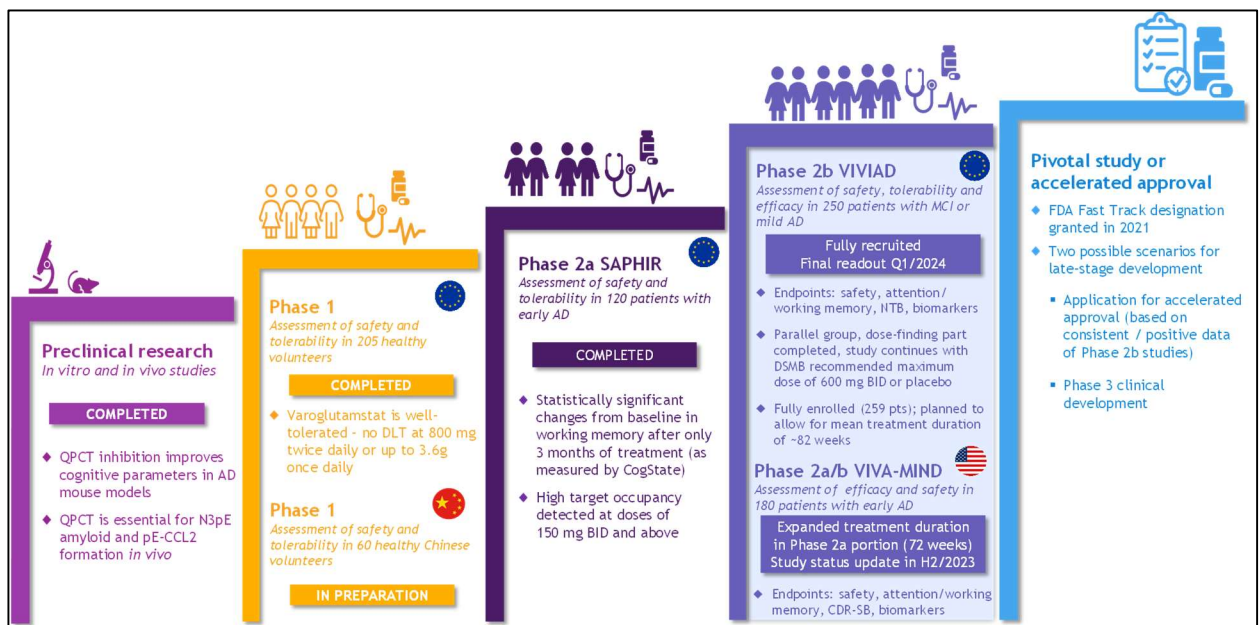 Preclinical research
In vitro and in vivo studies
COMPLETED
◆ QPCT inhibition improves
cognitive parameters in AD
mouse models
◆ QPCT is essential for N3pE
amyloid and pE-CCL2
formation in vivo
Phase 1
Assessment of safety and
tolerability in 205 healthy
volunteers
COMPLETED
◆ Varoglutamstat is well-
tolerated - no DLT at 800 mg
twice daily or up to 3.6g
once daily
Phase 1
Assessment of safety and
tolerability in 60 healthy Chinese
volunteers
IN PREPARATION
Phase 2a SAPHIR
Assessment of safety and
tolerability in 120 patients with
early AD
COMPLETED
◆ Statistically significant
changes from baseline in
working memory after only
3 months of treatment (as
measured by CogState)
◆ High target occupancy
detected at doses of
150 mg BID and above
Phase 2b VIVIAD
Assessment of safety, tolerability and
efficacy in 250 patients with MCI or
mild AD
Fully recruited
Final readout Q1/2024
◆ Endpoints: safety, attention/
working memory, NTB, biomarkers
◆ Parallel group, dose-finding part
completed, study continues with
DSMB recommended maximum
dose of 600 mg BID or placebo
◆ Fully enrolled (259 pts); planned to
allow for mean treatment duration
of ~82 weeks
Phase 2a/b VIVA-MIND
Assessment of efficacy and safety in
180 patients with early AD
Expanded treatment duration
in Phase 2a portion (72 weeks)
Study status update in H2/2023
◆ Endpoints: safety, attention/working
memory, CDR-SB, biomarkers
Pivotal study or
accelerated approval
◆ FDA Fast Track designation
granted in 2021
◆ Two possible scenarios for
late-stage development
▪ Application for accelerated
approval (based on
consistent / positive data
of Phase 2b studies)
▪ Phase 3 clinical
development